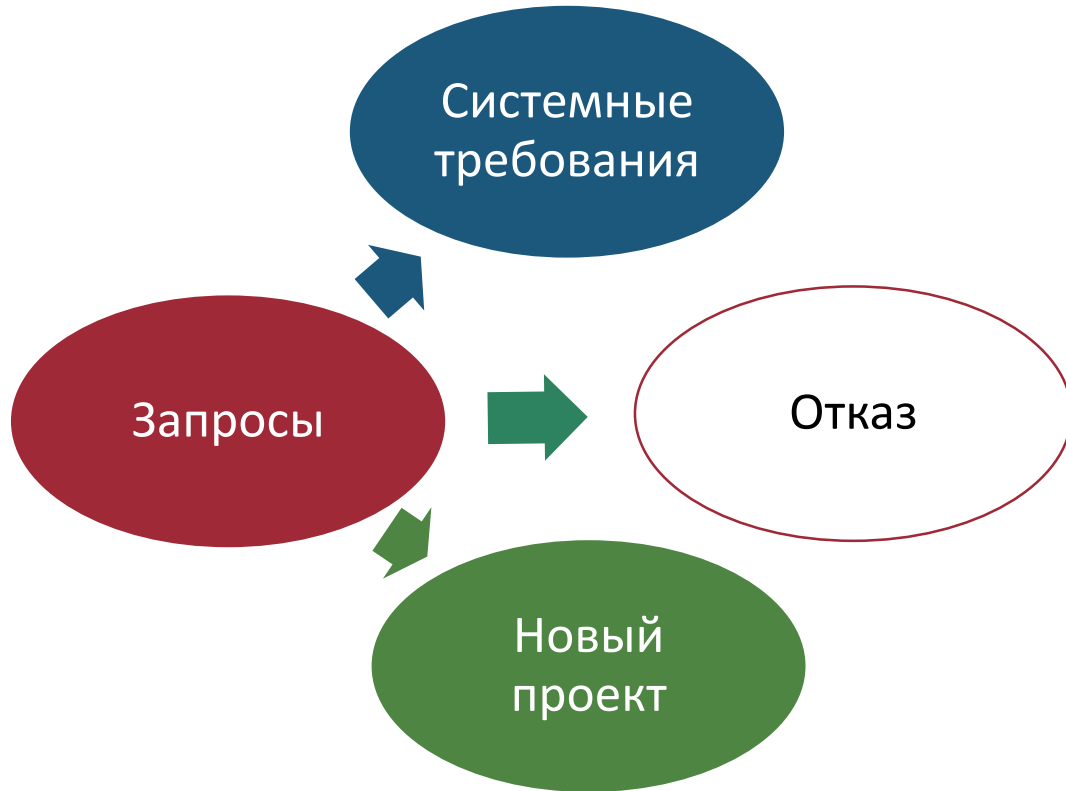 Системные
требования
Запросы
Отказ
Новый
проект